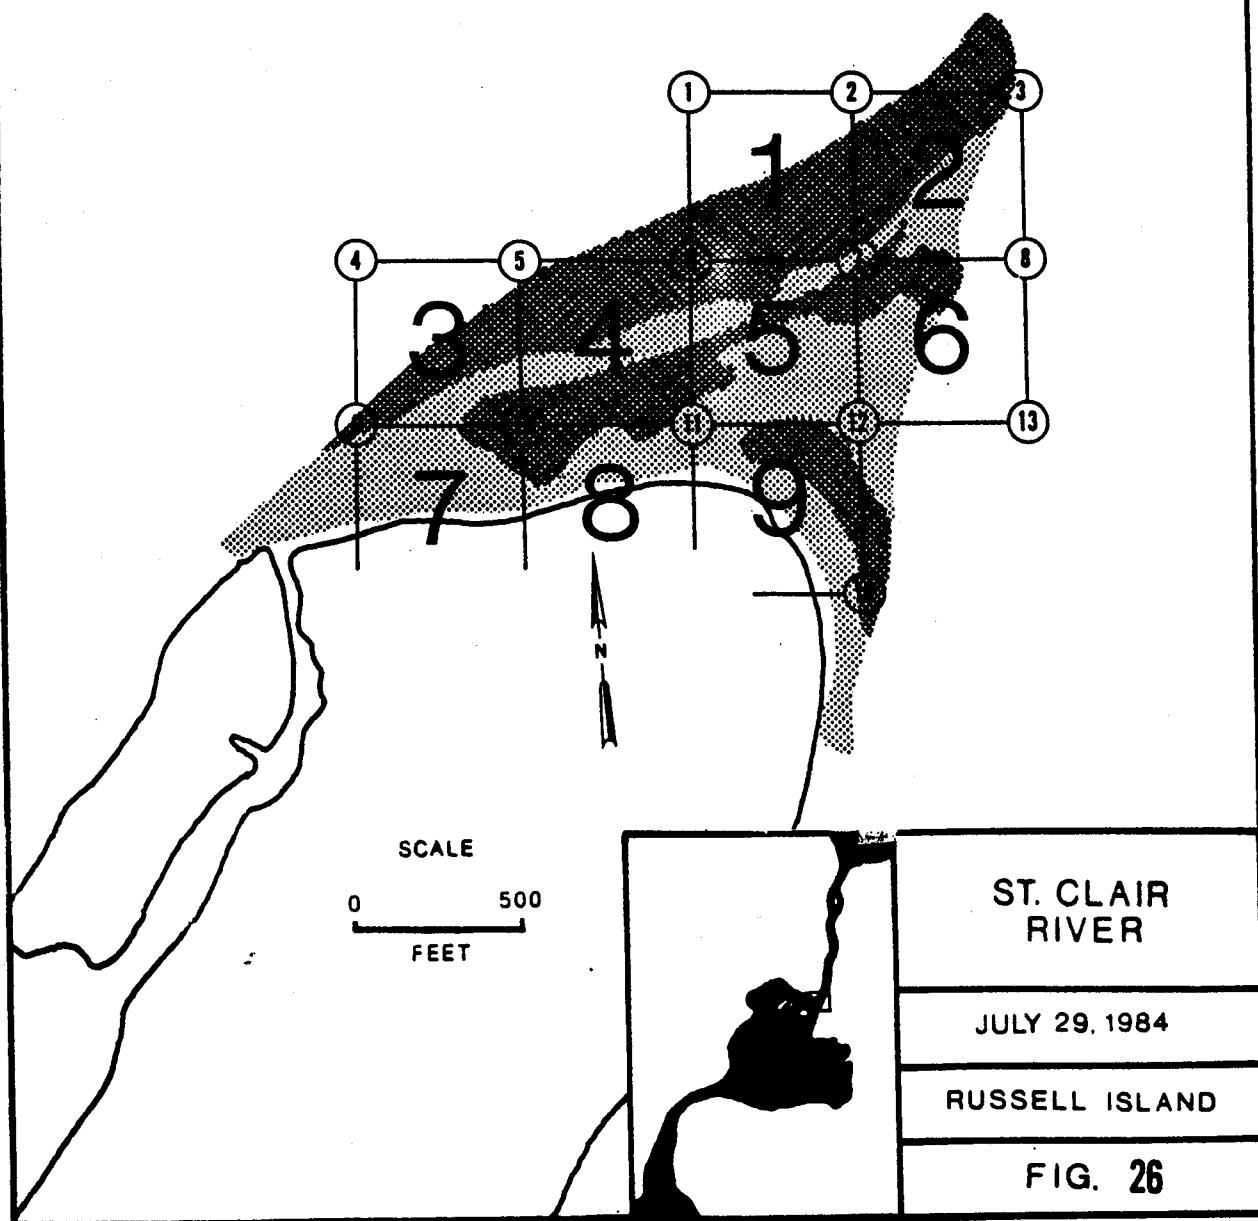 1 2 3
1 2
4 5 8
3 4 5 6
11 12 13
7 8 9
N
SCALE
0 500
FEET
ST. CLAIR
RIVER
JULY 29, 1984
RUSSELL ISLAND
FIG. 26